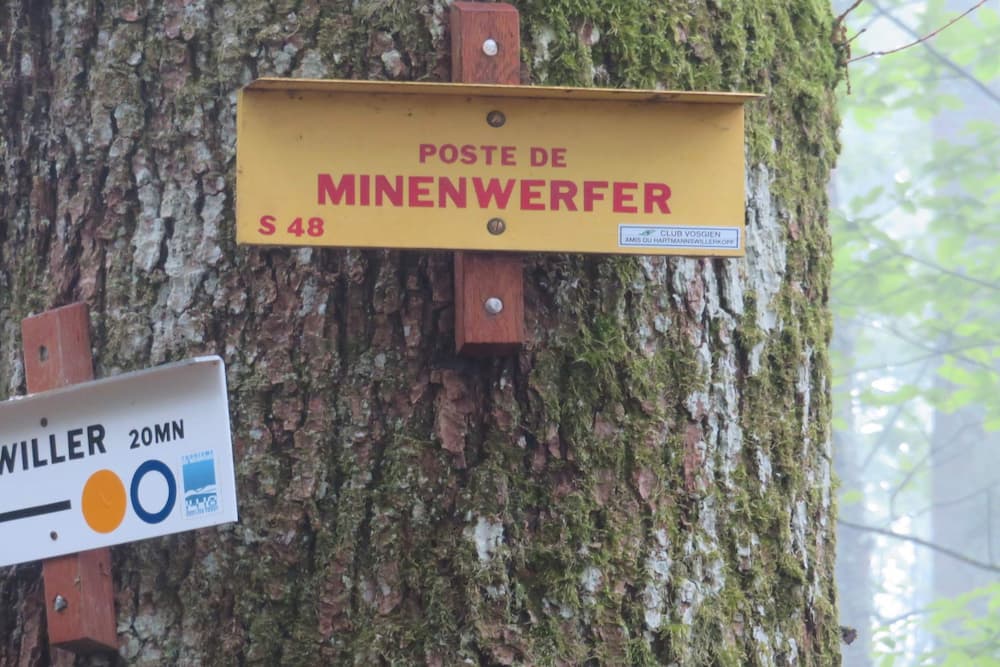 POSTE DE
MINENWERFER
S 48
CLUB VOSGIEN
AMIS DU HARTMANNSWILLERKOPF
WILLER 20MN